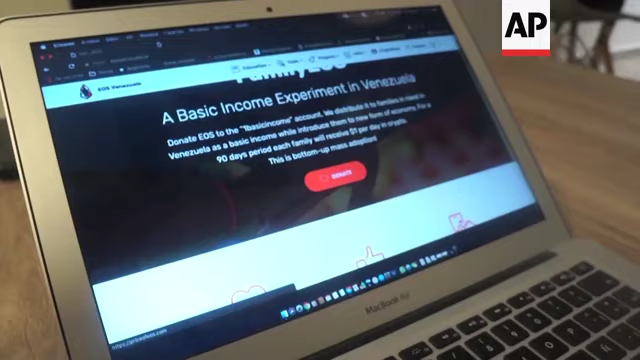 AP
EOS Venezuela
Education
A Basic Income Experiment in Venezuela
Donate EOS to the "1basicincome" account. We distribute it to families in need in
Venezuela as a basic income while introduce them to new form of economy. For a
90 days period each family will receive $1 per day in crypto.
This is bottom-up mass adoption!
DONATE
MacBook Air